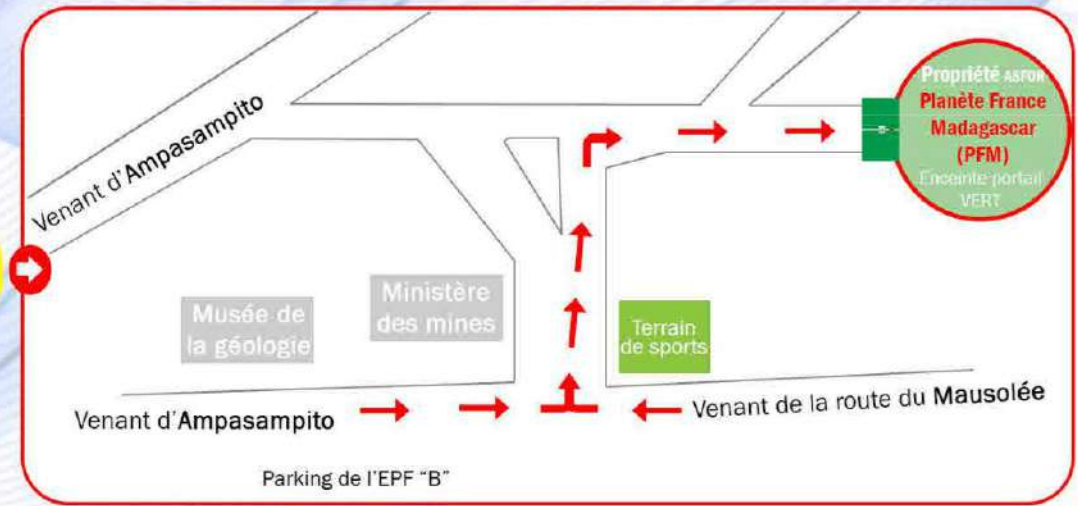 Venant d'Ampasampito
Propriété ASFOR
Planète France
Madagascar
(PFM)
Enceinte portail
VERT
Musée de
la géologie
Ministère
des mines
Terrain
de sports
Venant d'Ampasampito
Venant de la route du Mausolée
Parking de l'EPF "B"